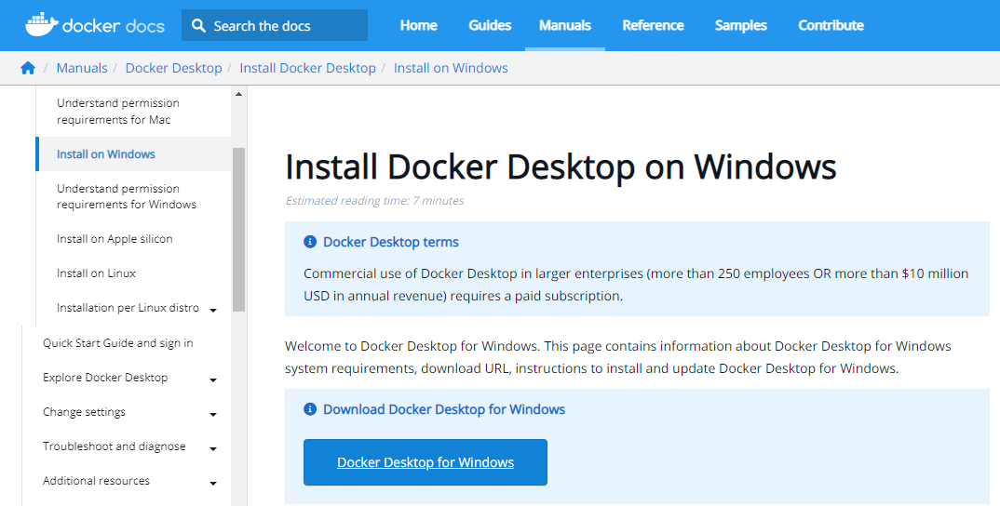 docker docs
Search the docs
Home
Guides
Manuals
Reference
Samples
Contribute
/ Manuals / Docker Desktop / Install Docker Desktop / Install on Windows
Understand permission
requirements for Mac
Install on Windows
Understand permission
requirements for Windows
Install on Apple silicon
Install on Linux
Installation per Linux distro
Quick Start Guide and sign in
Explore Docker Desktop
Change settings
Troubleshoot and diagnose
Additional resources
Install Docker Desktop on Windows
Estimated reading time: 7 minutes
Docker Desktop terms
Commercial use of Docker Desktop in larger enterprises (more than 250 employees OR more than $10 million
USD in annual revenue) requires a paid subscription.
Welcome to Docker Desktop for Windows. This page contains information about Docker Desktop for Windows
system requirements, download URL, instructions to install and update Docker Desktop for Windows.
Download Docker Desktop for Windows
Docker Desktop for Windows